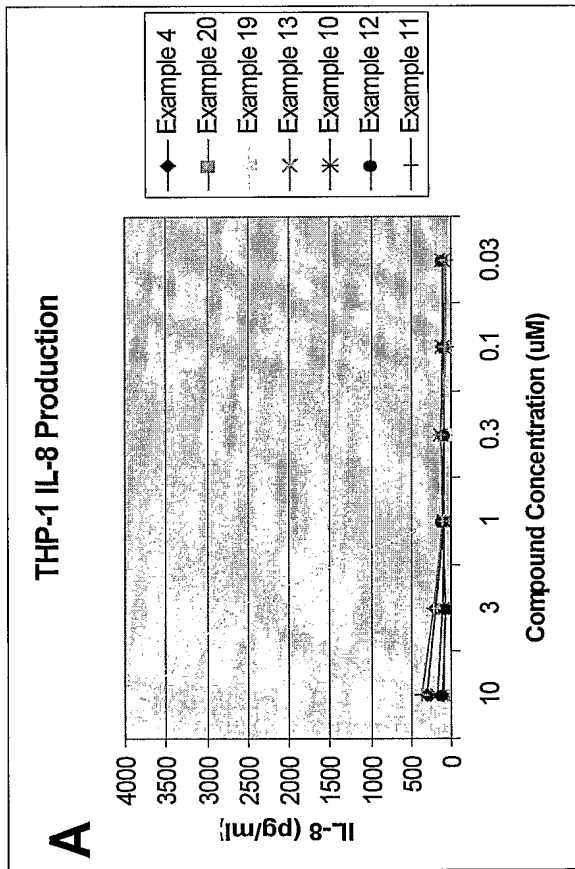 A
THP-1 IL-8 Production
IL-8 (pg/ml)
4000
3500
3000
2500
2000
1500
1000
500
0
10
3
1
0.3
0.1
0.03
Compound Concentration (uM)
Example 4
Example 20
Example 19
Example 13
Example 10
Example 12
Example 11